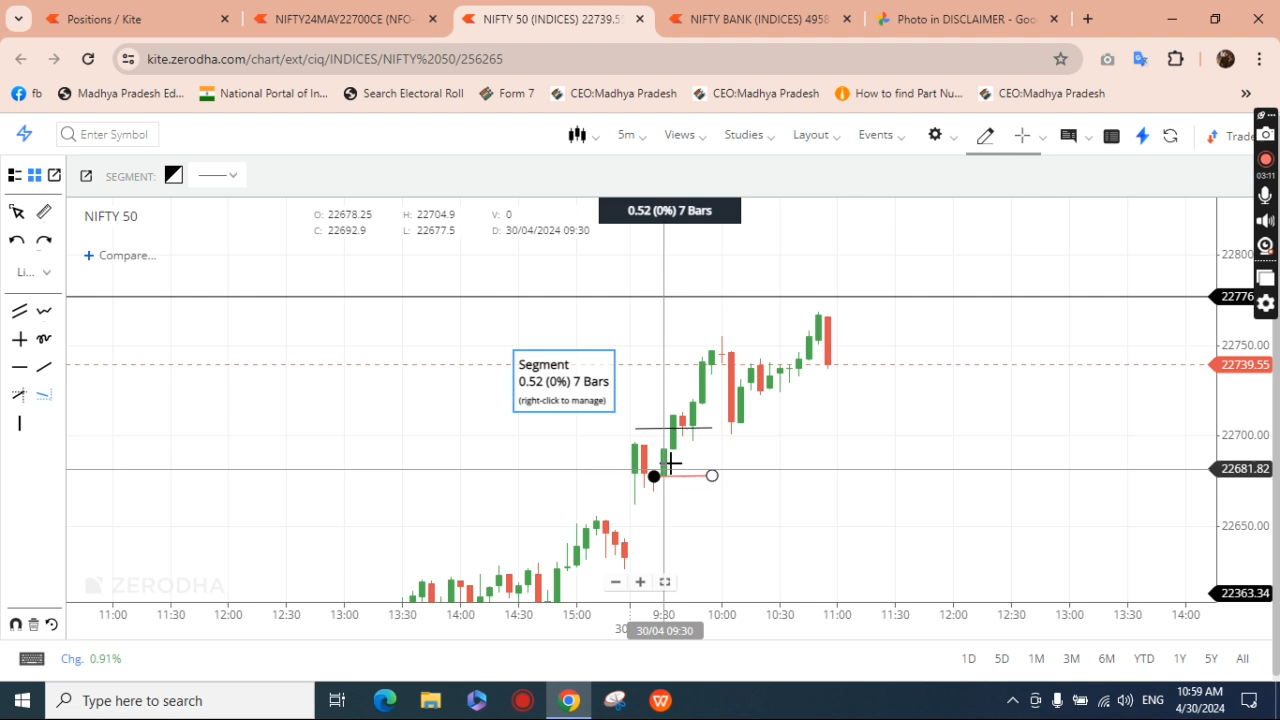 Positions / Kite
NIFTY24MAY22700CE (NFO-
NIFTY 50 (INDICES) 22739.5
NIFTY BANK (INDICES) 4958
Photo in DISCLAIMER - Goo
kite.zerodha.com/chart/ext/ciq/INDICES/NIFTY%2050/256265
fb
Madhya Pradesh Ed...
National Portal of In...
Search Electoral Roll
Form 7
CEO:Madhya Pradesh
CEO:Madhya Pradesh
How to find Part Nu...
CEO:Madhya Pradesh
Enter Symbol
5m
Views
Studies
Layout
Events
Trade
03:11
SEGMENT:
NIFTY 50
O: 22678.25 H: 22704.9 V: 0
C: 22692.9 L: 22677.5 D: 30/04/2024 09:30
0.52 (0%) 7 Bars
Compare...
Li...
22800
22776
22750.00
22739.55
22700.00
22681.82
22650.00
22363.34
Segment
0.52 (0%) 7 Bars
(right-click to manage)
ZERODHA
11:00 11:30 12:00 12:30 13:00 13:30 14:00 14:30 15:00 9:30 10:00 10:30 11:00 11:30 12:00 12:30 13:00 13:30 14:00
30
30/04 09:30
Chg. 0.91%
1D 5D 1M 3M 6M YTD 1Y 5Y All
Type here to search
ENG
10:59 AM
4/30/2024